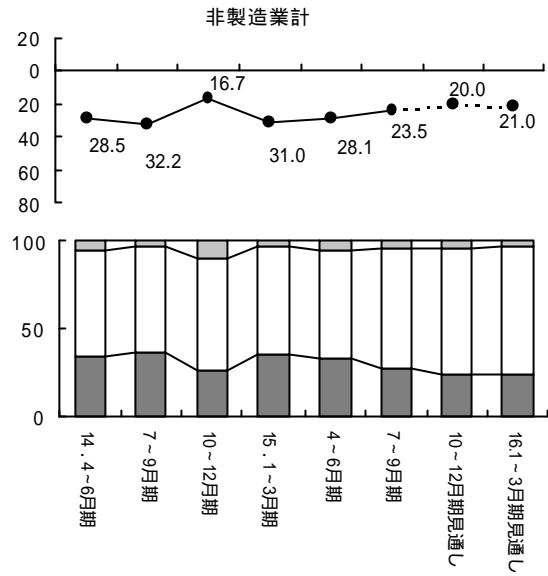 非製造業計
20
0
20
40
60
80
28.5
32.2
16.7
31.0
28.1
23.5
20.0
21.0
100
50
0
14．4~6月期
7~9月期
10~12月期
15．1~3月期
4~6月期
7~9月期
10~12月期見通し
16.1~3月期見通し